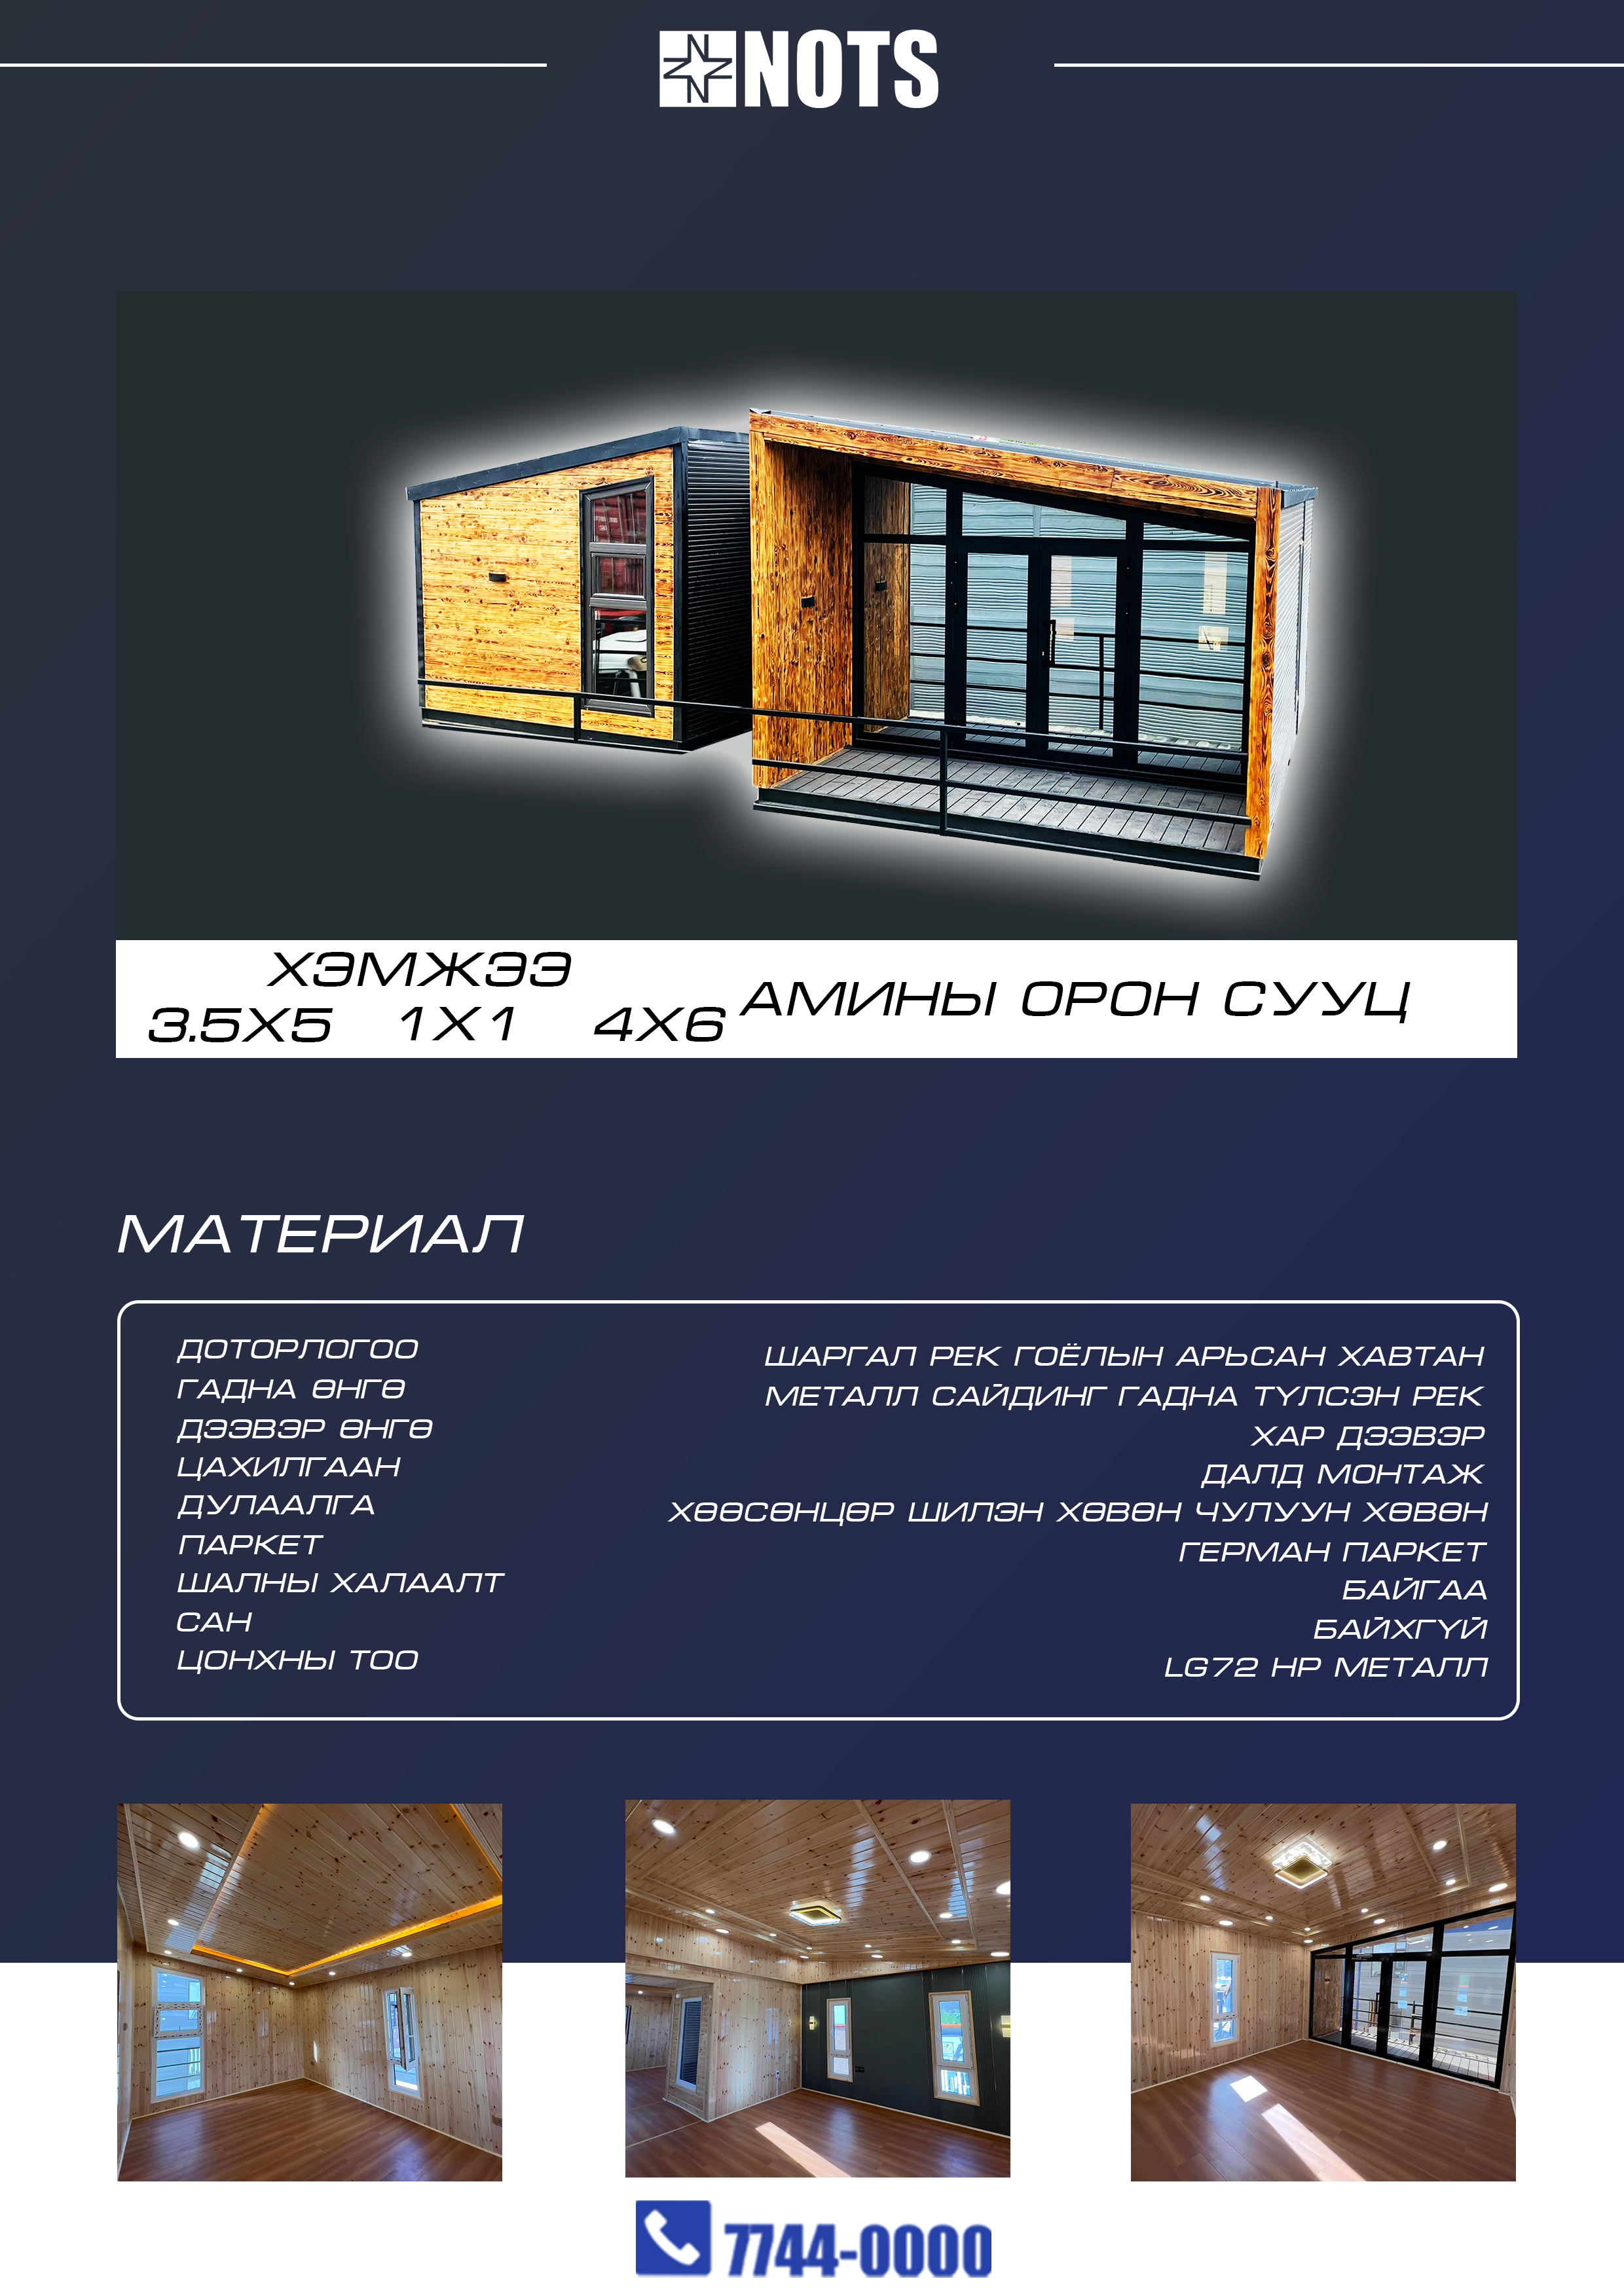 NOTS
ХЭМЖЭЭ
3.5X5 1X1 4X6
АМИНЫ ОРОН СУУЦ
МАТЕРИАЛ
ДОТОРЛОГОО ШАРГАЛ РЕК ГОЁЛЫН АРЬСАН ХАВТАН
ГАДНА ӨНГӨ МЕТАЛЛ САЙДИНГ ГАДНА ТҮЛСЭН РЕК
ДЭЭВЭР ӨНГӨ ХАР ДЭЭВЭР
ЦАХИЛГААН ДАЛД МОНТАЖ
ДУЛААЛГА ХӨӨСӨНЦӨР ШИЛЭН ХӨВӨН ЧУЛУУН ХӨВӨН
ПАРКЕТ ГЕРМАН ПАРКЕТ
ШАЛНЫ ХАЛААЛТ БАЙГАА
САН БАЙХГҮЙ
ЦОНХНЫ ТОО LG72 НР МЕТАЛЛ
7744-0000